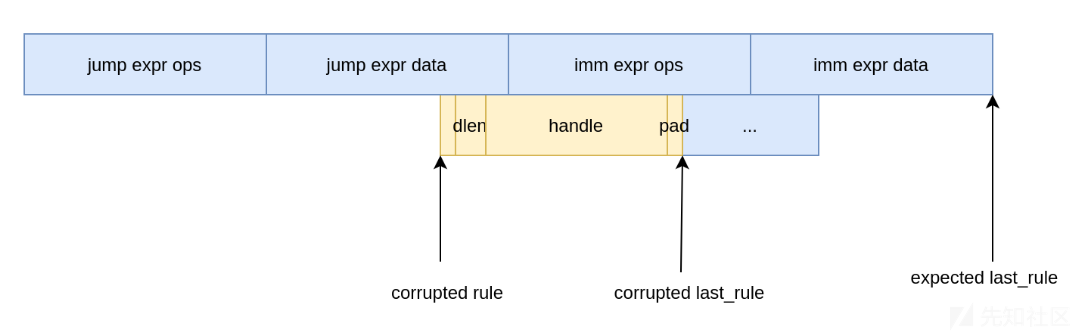 jump expr ops
jump expr data
imm expr ops
imm expr data
dlen
handle
pad
...
corrupted rule
corrupted last_rule
expected last_rule
先知社区